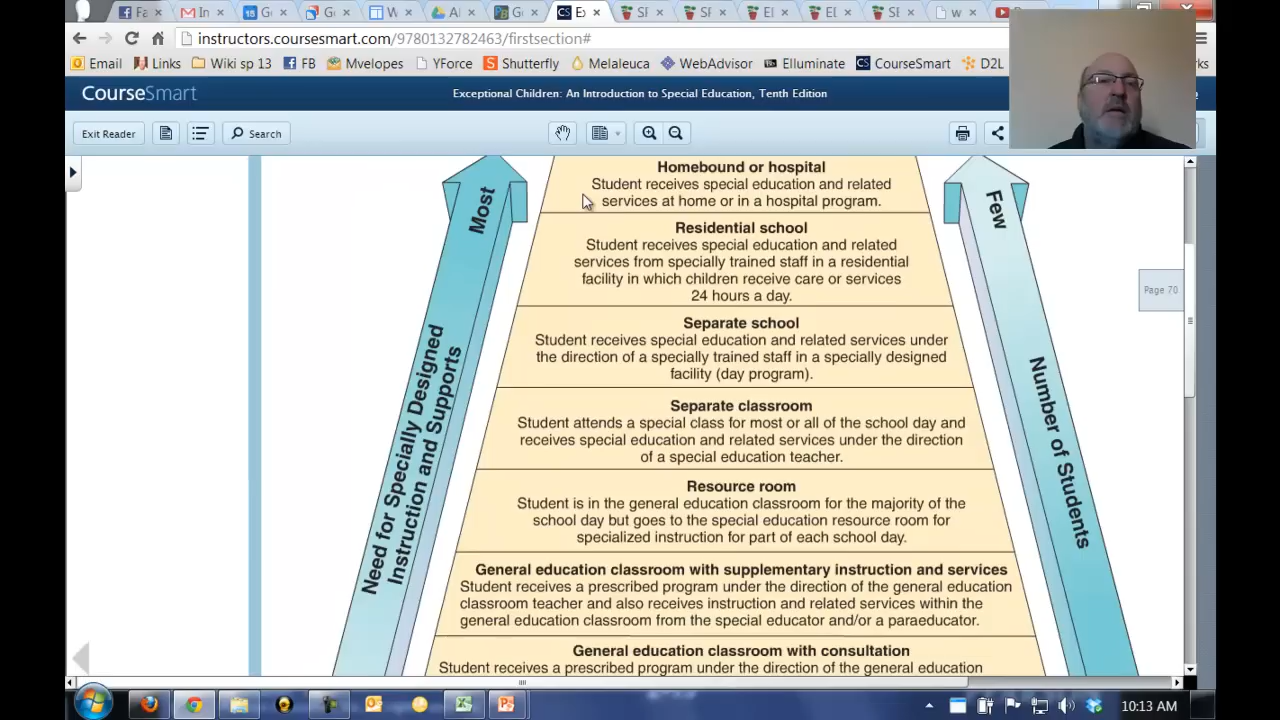 Fa
In
Go
Go
W
Al
Go
Ex
SP
SP
EL
EL
SE
w
instructors.coursesmart.com/9780132782463/firstsection#
Email Links Wiki sp 13 FB Mvelopes YForce Shutterfly Melaleuca WebAdvisor Elluminate CourseSmart D2L
CourseSmart
Exceptional Children: An Introduction to Special Education, Tenth Edition
Exit Reader
Search
Most
Need for Specially Designed
Instruction and Supports
Homebound or hospital
Student receives special education and related
services at home or in a hospital program.
Residential school
Student receives special education and related
services from specially trained staff in a residential
facility in which children receive care or services
24 hours a day.
Separate school
Student receives special education and related services under
the direction of a specially trained staff in a specially designed
facility (day program).
Separate classroom
Student attends a special class for most or all of the school day and
receives special education and related services under the direction
of a special education teacher.
Resource room
Student is in the general education classroom for the majority of the
school day but goes to the special education resource room for
specialized instruction for part of each school day.
General education classroom with supplementary instruction and services
Student receives a prescribed program under the direction of the general education
classroom teacher and also receives instruction and related services within the
general education classroom from the special educator and/or a paraeducator.
General education classroom with consultation
Student receives a prescribed program under the direction of the general education
Few
Number of Students
Page 70
10:13 AM